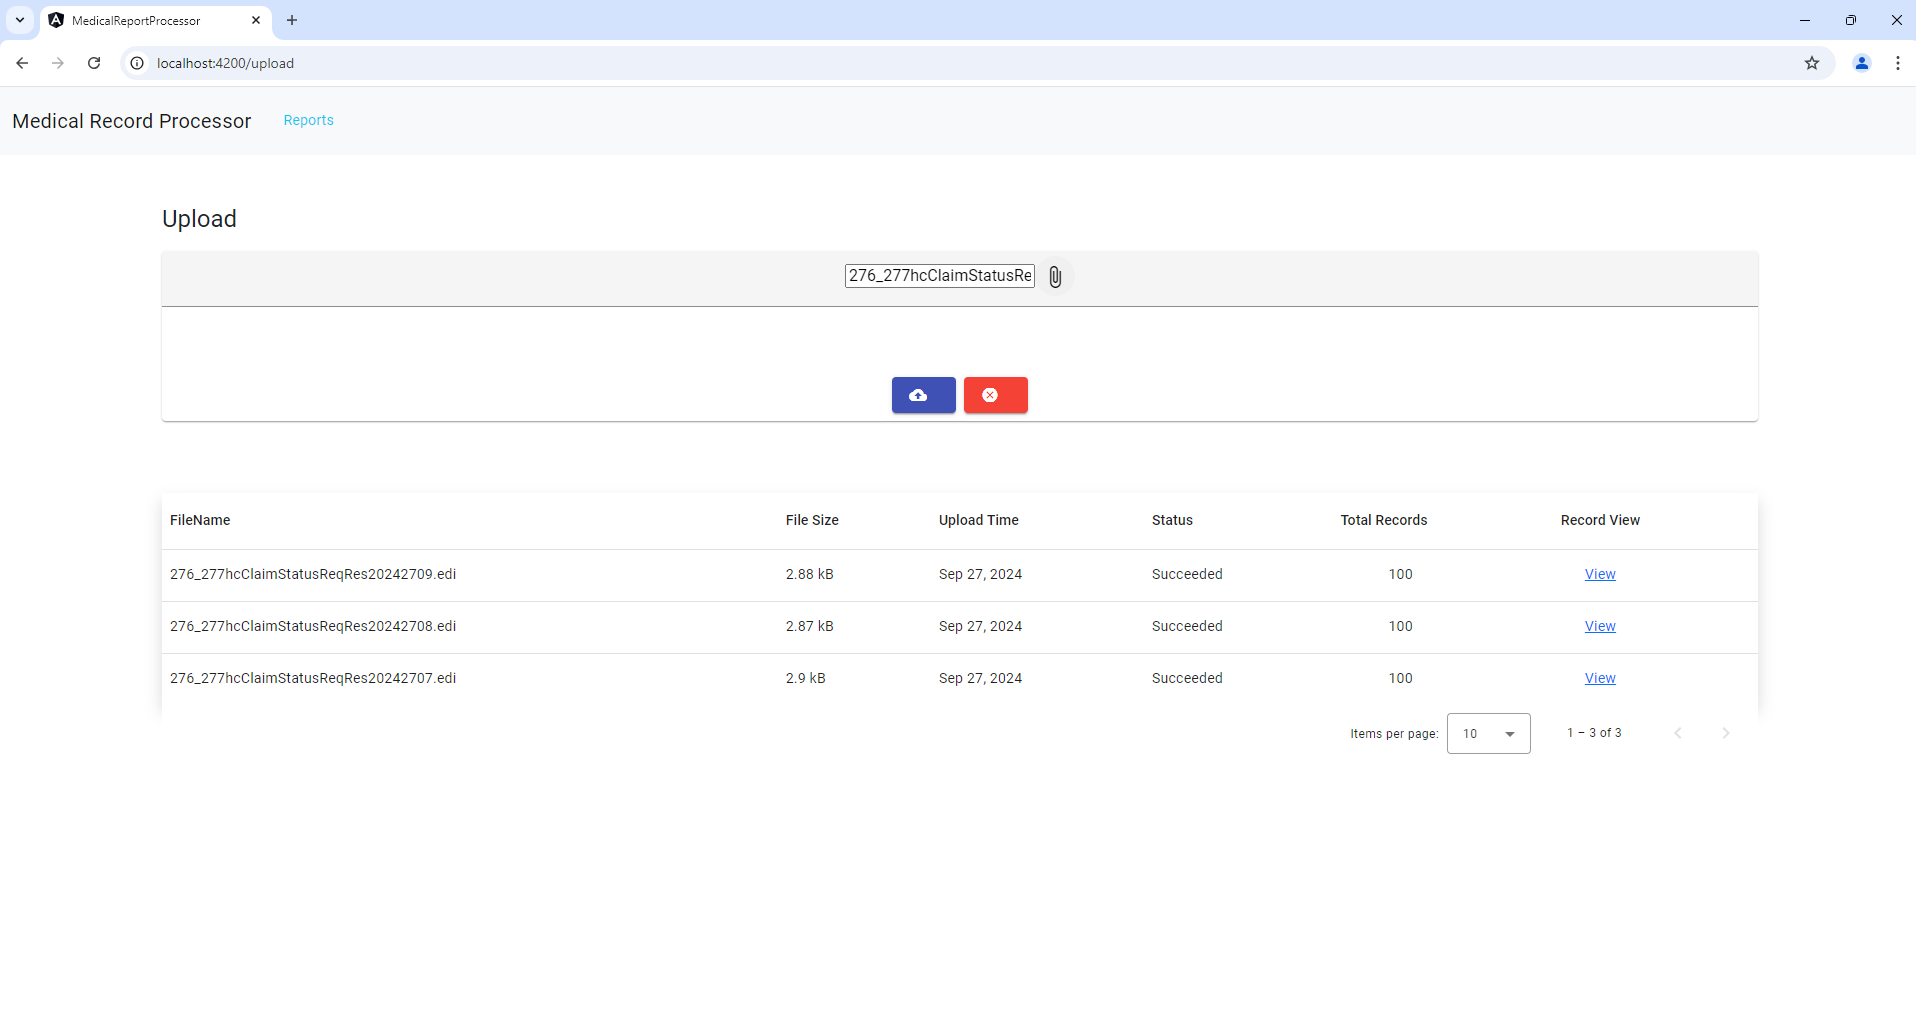 MedicalReportProcessor
localhost:4200/upload
Medical Record Processor Reports
Upload
276_277hcClaimStatusRe
FileName File Size Upload Time Status Total Records Record View
276_277hcClaimStatusReqRes20242709.edi 2.88 kB Sep 27, 2024 Succeeded 100 View
276_277hcClaimStatusReqRes20242708.edi 2.87 kB Sep 27, 2024 Succeeded 100 View
276_277hcClaimStatusReqRes20242707.edi 2.9 kB Sep 27, 2024 Succeeded 100 View
Items per page: 10 1 – 3 of 3